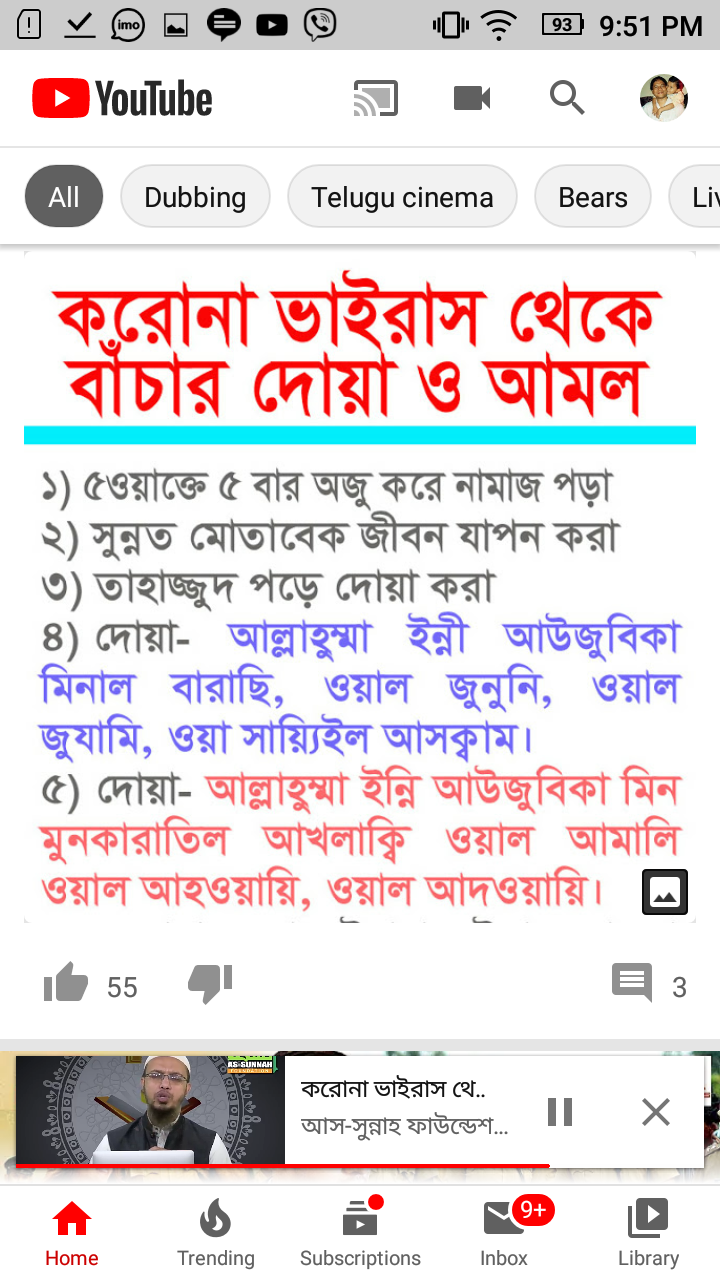 imo
93
9:51 PM
YouTube
All
Dubbing
Telugu cinema
Bears
Liv
করোনা ভাইরাস থেকে
বাঁচার দোয়া ও আমল
১) ৫ওয়াক্তে ৫ বার অজু করে নামাজ পড়া
২) সুন্নত মোতাবেক জীবন যাপন করা
৩) তাহাজ্জুদ পড়ে দোয়া করা
৪) দোয়া- আল্লাহুম্মা ইন্নী আউজুবিকা
মিনাল বারাছি, ওয়াল জুনুনি, ওয়াল
জুযামি, ওয়া সায়্যিইল আসক্বাম।
৫) দোয়া- আল্লাহুম্মা ইন্নি আউজুবিকা মিন
মুনকারাতিল আখলাক্বি ওয়াল আমালি
ওয়াল আহওয়ায়ি, ওয়াল আদওয়ায়ি।
55
3
AS-SUNNAH
FOUNDATION
করোনা ভাইরাস থে..
আস-সুন্নাহ ফাউন্ডেশ...
Home
Trending
Subscriptions
9+
Inbox
Library